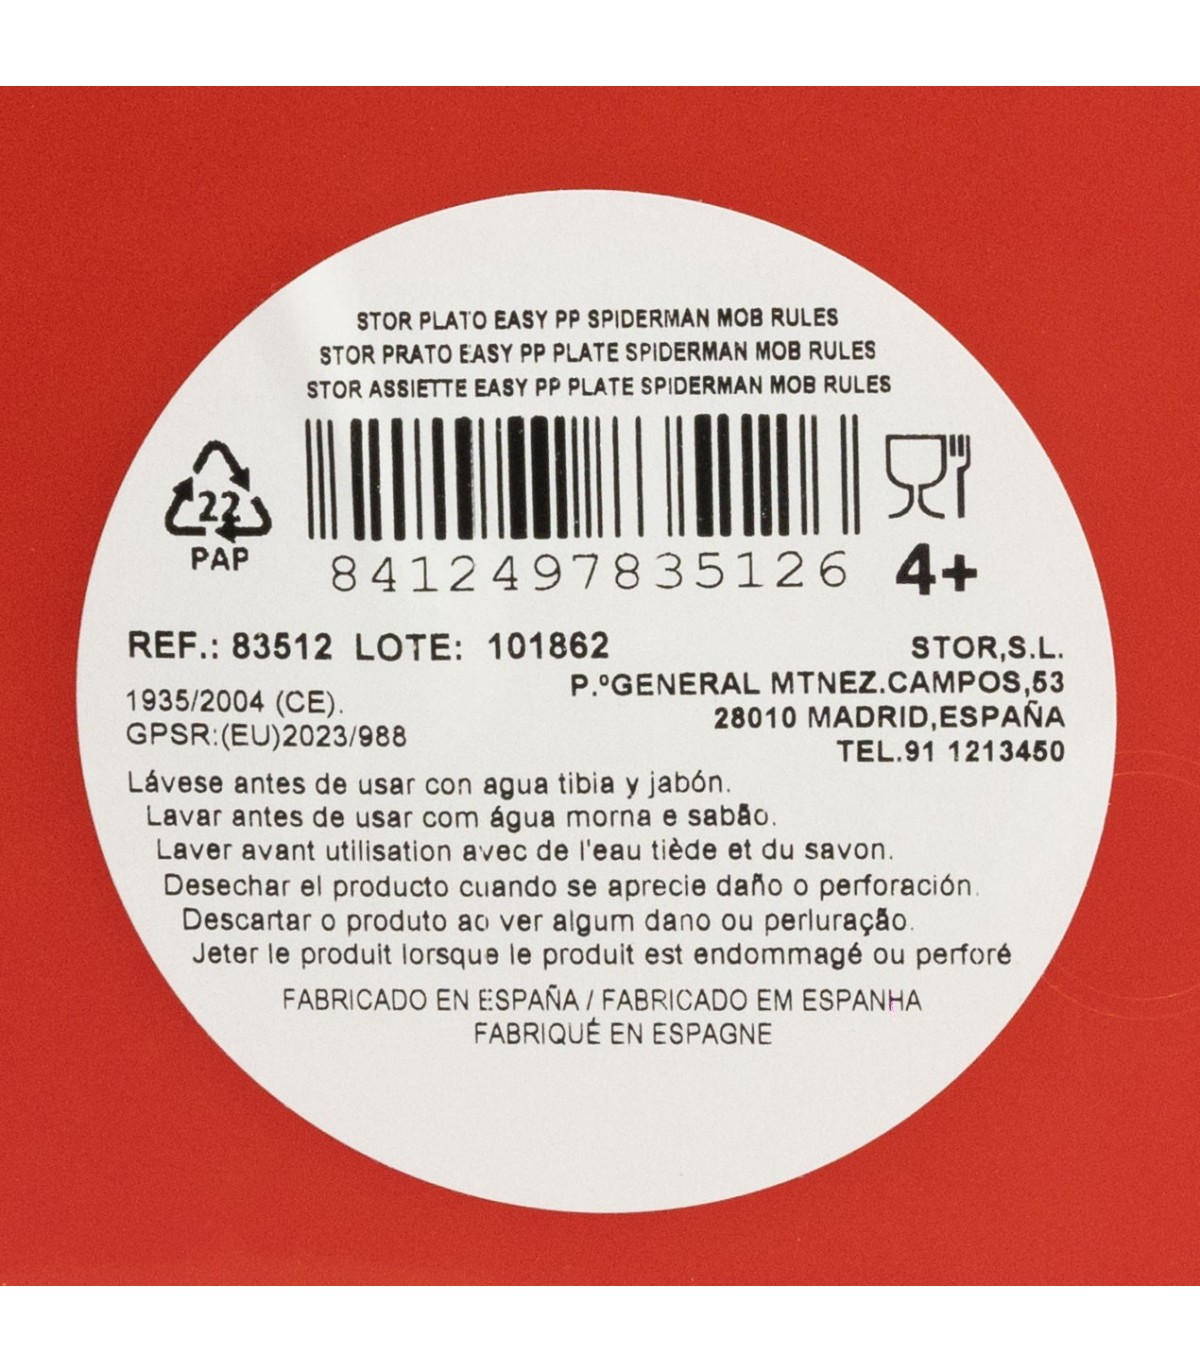 STOR PLATO EASY PP SPIDERMAN MOB RULES
STOR PRATO EASY PP PLATE SPIDERMAN MOB RULES
STOR ASSIETTE EASY PP PLATE SPIDERMAN MOB RULES
22
PAP
8412497835126
4+
REF.: 83512 LOTE: 101862
1935/2004 (CE).
GPSR:(EU)2023/988
STOR,S.L.
P.ºGENERAL MTNEZ.CAMPOS,53
28010 MADRID,ESPAÑA
TEL.91 1213450
Lávese antes de usar con agua tibia y jabón.
Lavar antes de usar com água morna e sabão.
Laver avant utilisation avec de l'eau tiède et du savon.
Desechar el producto cuando se aprecie daño o perforación.
Descartar o produto ao ver algum dano ou perluração.
Jeter le produit lorsque le produit est endommagé ou perforé
FABRICADO EN ESPAÑA / FABRICADO EM ESPANHA
FABRIQUÉ EN ESPAGNE